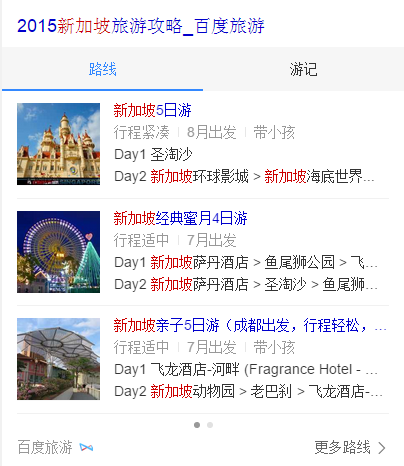 2015新加坡旅游攻略_百度旅游
路线 游记
新加坡5日游
行程紧凑 | 8月出发 | 带小孩
Day1 圣淘沙
Day2 新加坡环球影城 > 新加坡海底世界...
新加坡经典蜜月4日游
行程适中 | 7月出发
Day1 新加坡萨丹酒店 > 鱼尾狮公园 > 飞...
Day2 新加坡萨丹酒店 > 圣淘沙 > 鱼尾狮...
新加坡亲子5日游（成都出发，行程轻松，...
行程适中 | 7月出发 | 带小孩
Day1 飞龙酒店-河畔 (Fragrance Hotel - ...
Day2 新加坡动物园 > 老巴刹 > 飞龙酒店-...
百度旅游 更多路线 >